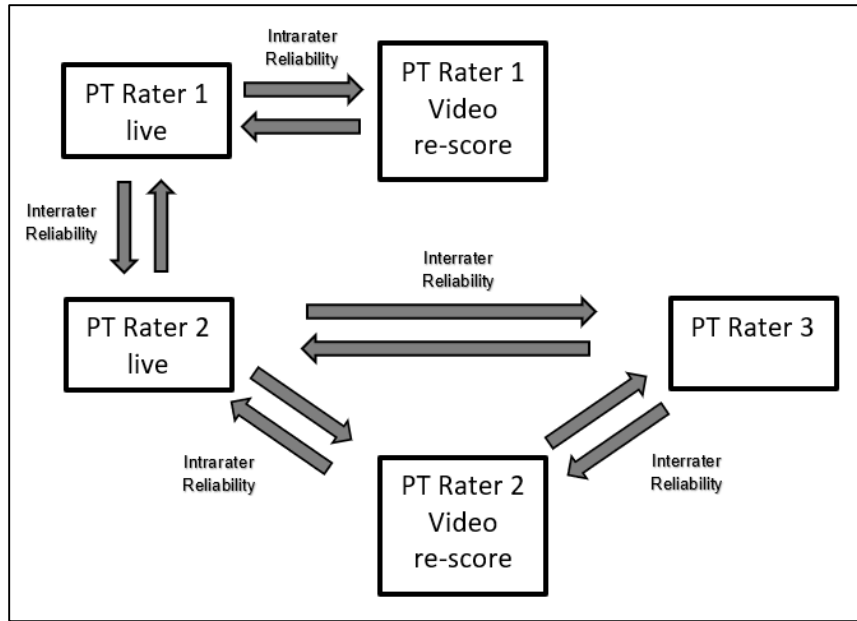 Intrarater
Reliability
PT Rater 1
live
PT Rater 1
Video
re-score
Interrater
Reliability
Interrater
Reliability
PT Rater 2
live
PT Rater 3
Intrarater
Reliability
PT Rater 2
Video
re-score
Interrater
Reliability